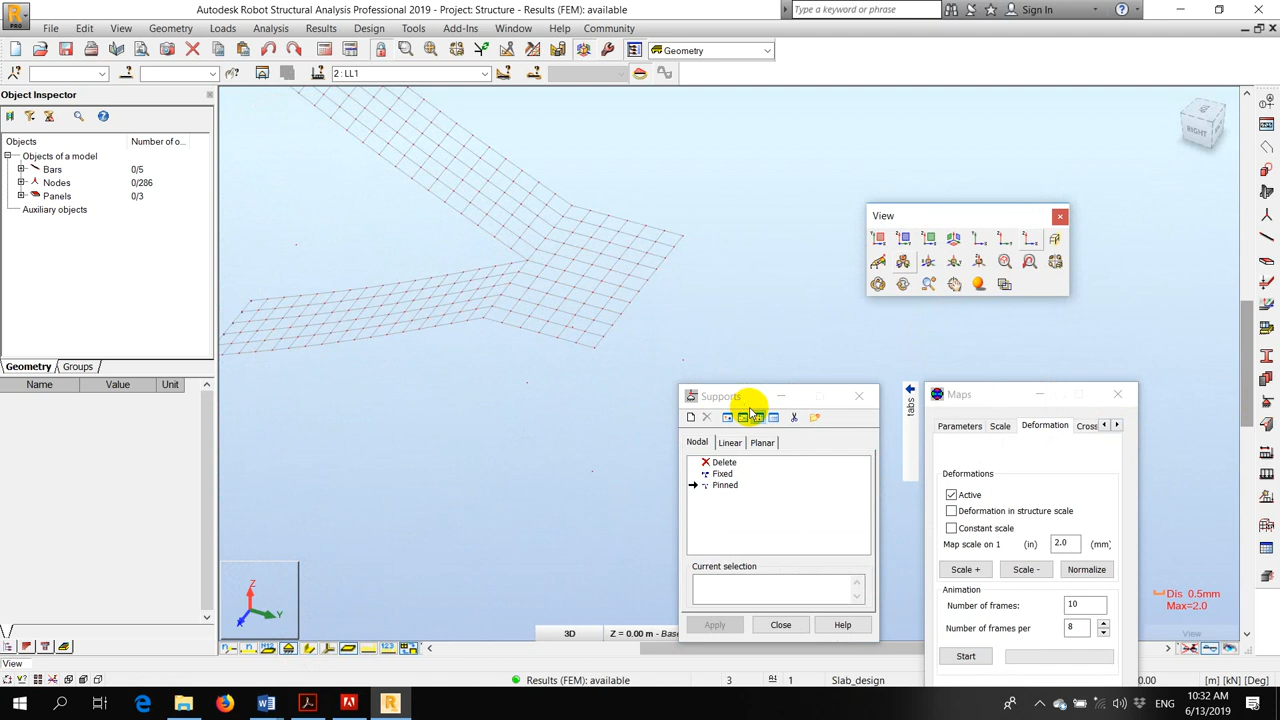 PRO
Autodesk Robot Structural Analysis Professional 2019 - Project: Structure - Results (FEM): available
Type a keyword or phrase
Sign In
File Edit View Geometry Loads Analysis Results Design Tools Add-Ins Window Help Community
Geometry
2 : LL1
Object Inspector
Objects Number of o...
Objects of a model
Bars 0/5
Nodes 0/286
Panels 0/3
Auxiliary objects
Geometry Groups
Name Value Unit
RIGHT
View
Supports
Nodal Linear Planar
Delete
Fixed
Pinned
Current selection
Apply Close Help
tabs
Maps
Parameters Scale Deformation Cross
Deformations
Active
Deformation in structure scale
Constant scale
Map scale on 1 (in) 2.0 (mm)
Scale + Scale - Normalize
Animation
Number of frames: 10
Number of frames per 8
Start
Dis 0.5mm
Max=2.0
Z
Y
X
3D Z = 0.00 m - Base
View
View
Results (FEM): available 3 1 Slab_design 0.00 [m] [kN] [Deg]
ENG
10:32 AM
6/13/2019